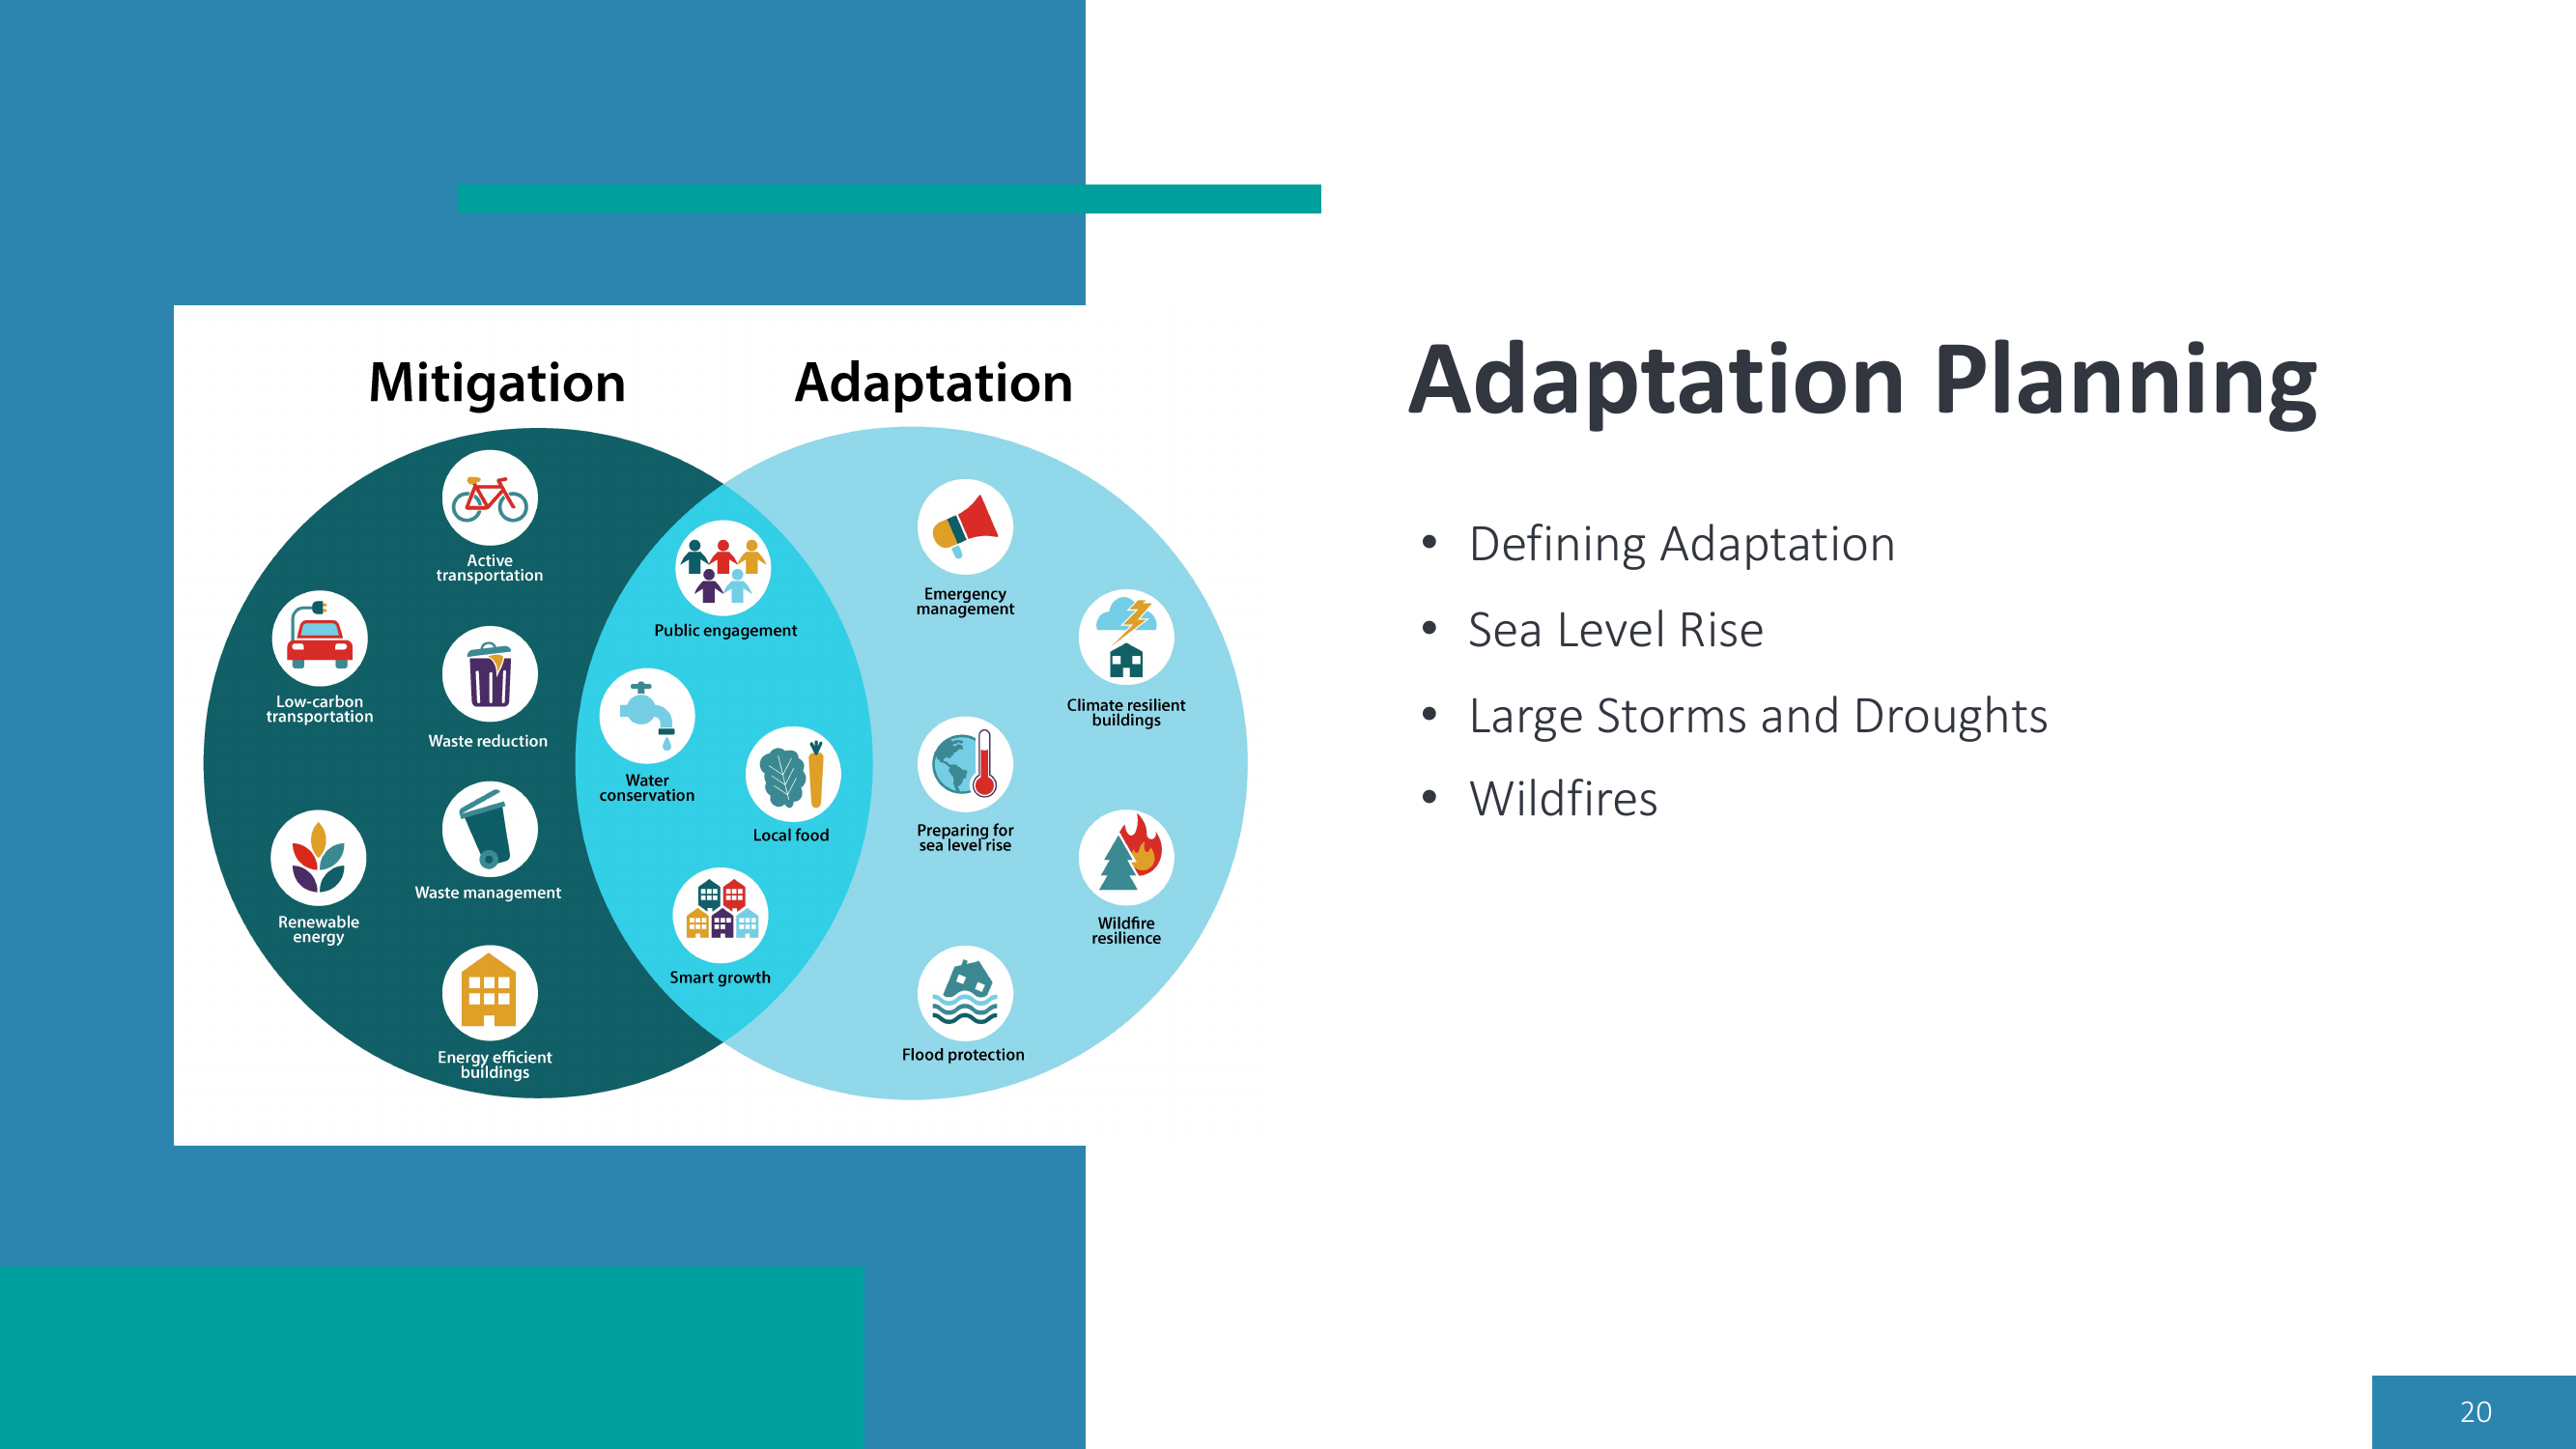 Mitigation
Adaptation
Active
transportation
Low-carbon
transportation
Waste reduction
Waste management
Renewable
energy
Energy efficient
buildings
Public engagement
Water
conservation
Local food
Smart growth
Emergency
management
Climate resilient
buildings
Preparing for
sea level rise
Wildfire
resilience
Flood protection
Adaptation Planning
• Defining Adaptation
• Sea Level Rise
• Large Storms and Droughts
• Wildfires
20